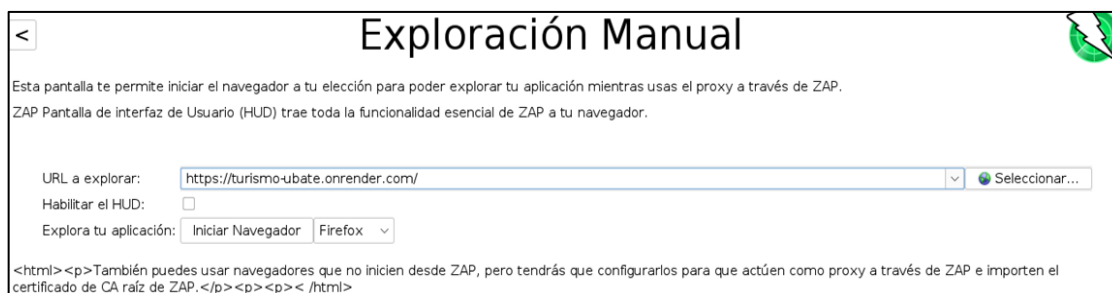 <
Exploración Manual
Esta pantalla te permite iniciar el navegador a tu elección para poder explorar tu aplicación mientras usas el proxy a través de ZAP.
ZAP Pantalla de interfaz de Usuario (HUD) trae toda la funcionalidad esencial de ZAP a tu navegador.
URL a explorar: https://turismo-ubate.onrender.com/ Seleccionar...
Habilitar el HUD:
Explora tu aplicación: Iniciar Navegador Firefox
<html><p>También puedes usar navegadores que no inicien desde ZAP, pero tendrás que configurarlos para que actúen como proxy a través de ZAP e importen el
certificado de CA raíz de ZAP.</p><p><p>< /html>